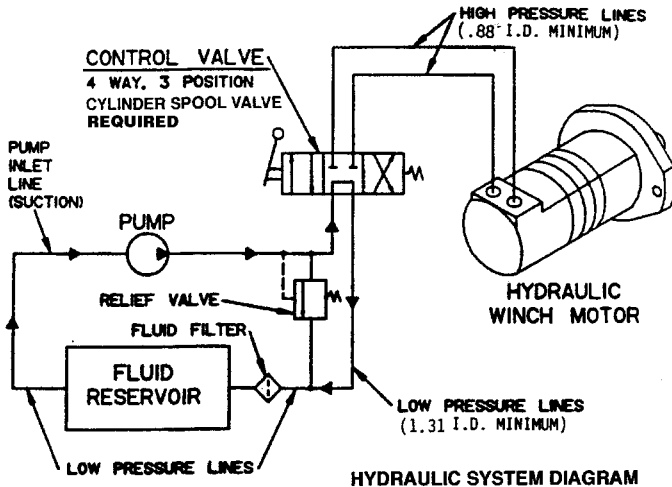 HIGH PRESSURE LINES
(.88 I.D. MINIMUM)
CONTROL VALVE
4 WAY, 3 POSITION
CYLINDER SPOOL VALVE
REQUIRED
PUMP
INLET
LINE
(SUCTION)
PUMP
RELIEF VALVE
FLUID FILTER
FLUID
RESERVOIR
HYDRAULIC
WINCH MOTOR
LOW PRESSURE LINES
(1.31 I.D. MINIMUM)
LOW PRESSURE LINES
HYDRAULIC SYSTEM DIAGRAM